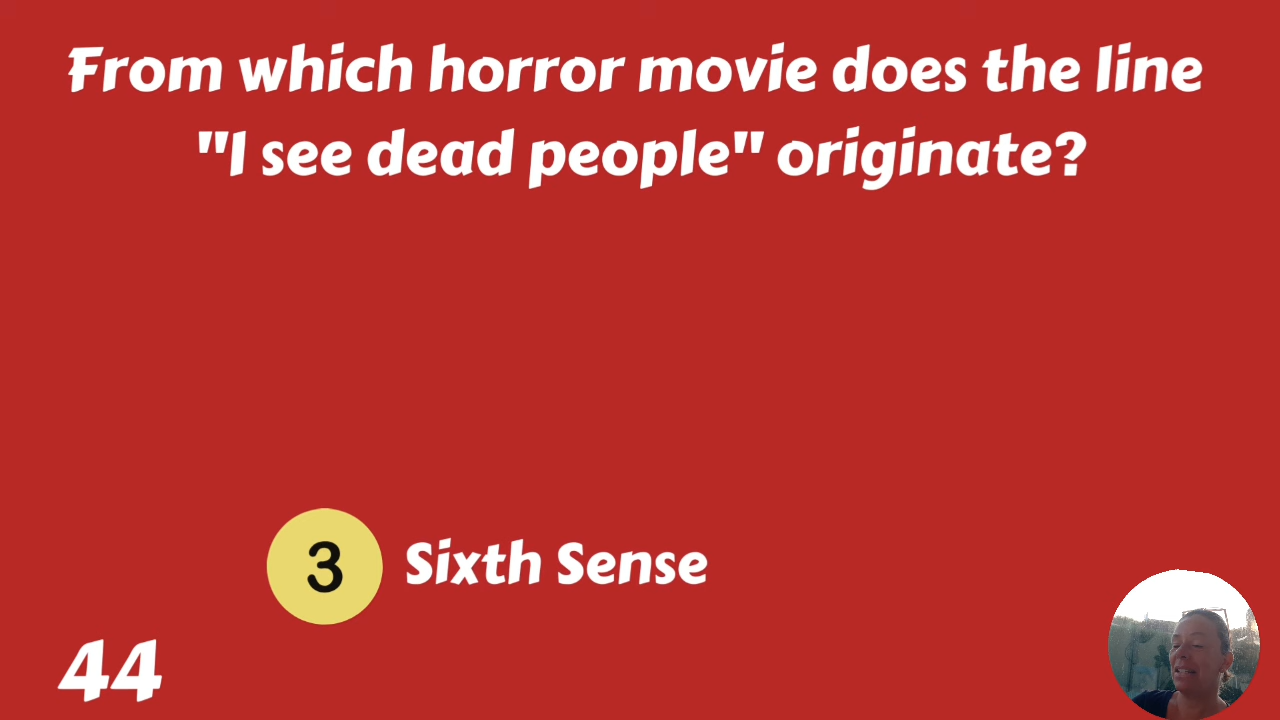 From which horror movie does the line
"I see dead people" originate?
3 Sixth Sense
44